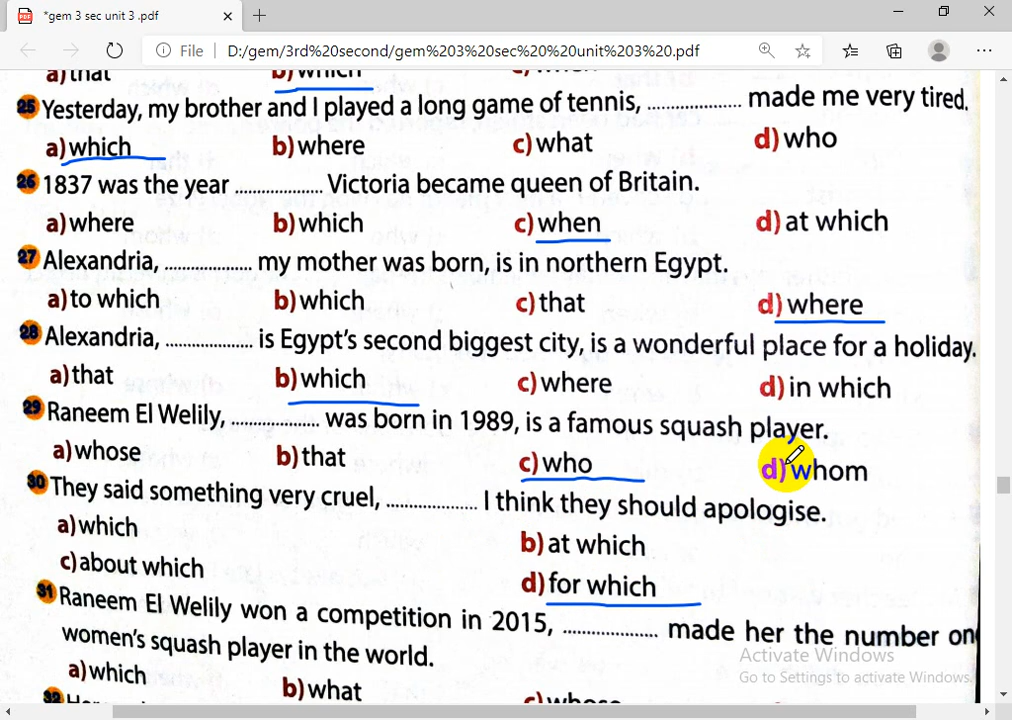 *gem 3 sec unit 3 .pdf
File D:/gem/3rd%20second/gem%203%20sec%20%20unit%203%20.pdf
a) that b) which
25 Yesterday, my brother and I played a long game of tennis, .................. made me very tired.
a) which b) where c) what d) who
26 1837 was the year .................. Victoria became queen of Britain.
a) where b) which c) when d) at which
27 Alexandria, .................. my mother was born, is in northern Egypt.
a) to which b) which c) that d) where
28 Alexandria, .................. is Egypt's second biggest city, is a wonderful place for a holiday.
a) that b) which c) where d) in which
29 Raneem El Welily, .................. was born in 1989, is a famous squash player.
a) whose b) that c) who d) whom
30 They said something very cruel, .................. I think they should apologise.
a) which b) at which
c) about which d) for which
31 Raneem El Welily won a competition in 2015, .................. made her the number on
women's squash player in the world.
a) which b) what c) whose
32
Activate Windows
Go to Settings to activate Windows.